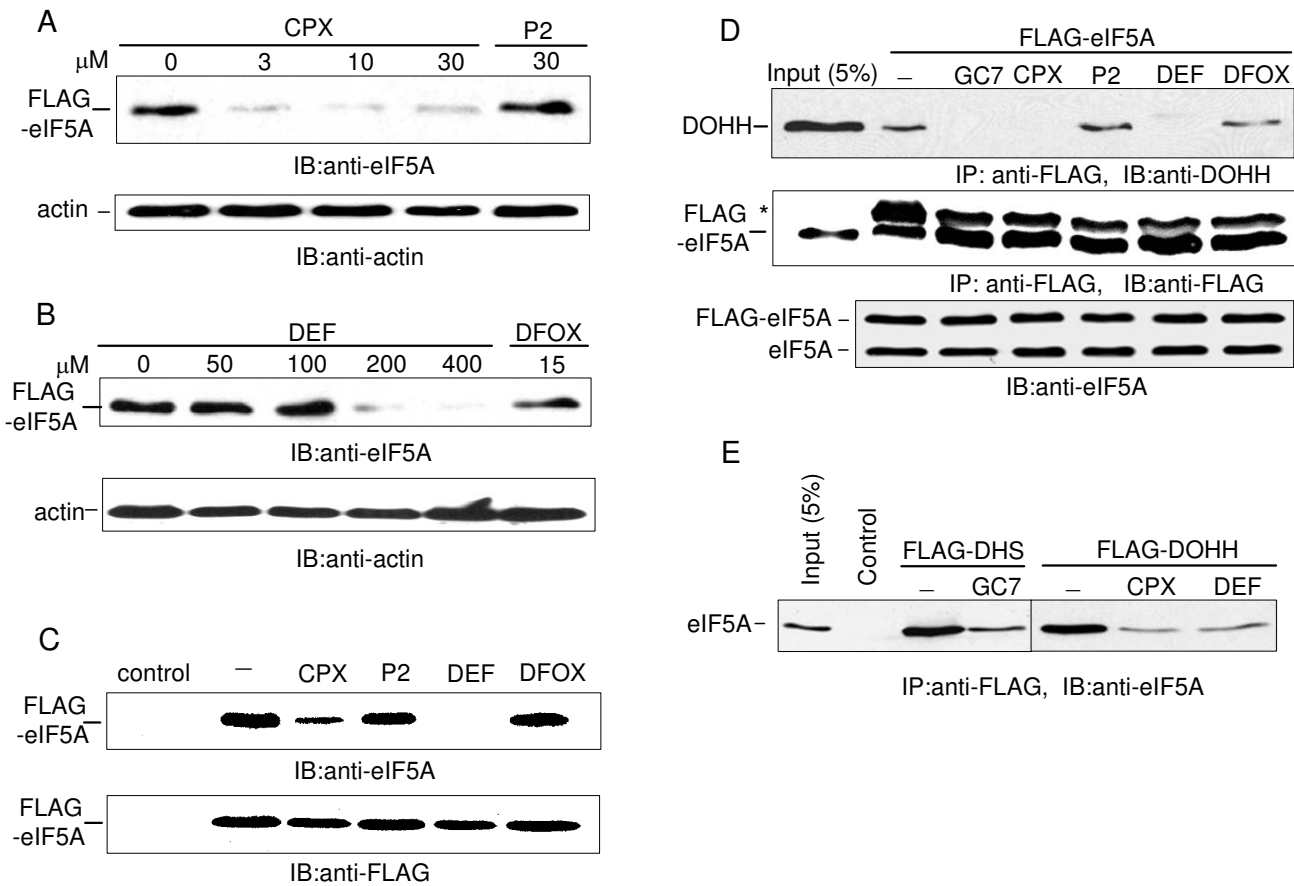 A
CPX P2
μM 0 3 10 30 30
FLAG
-eIF5A
IB:anti-eIF5A
actin
IB:anti-actin
B
DEF DFOX
μM 0 50 100 200 400 15
FLAG
-eIF5A
IB:anti-eIF5A
actin
IB:anti-actin
C
control – CPX P2 DEF DFOX
FLAG
-eIF5A
IB:anti-eIF5A
FLAG
-eIF5A
IB:anti-FLAG
D
FLAG-eIF5A
Input (5%) – GC7 CPX P2 DEF DFOX
DOHH
IP: anti-FLAG, IB:anti-DOHH
FLAG *
-eIF5A
IP: anti-FLAG, IB:anti-FLAG
FLAG-eIF5A
eIF5A
IB:anti-eIF5A
E
Input (5%)
Control
FLAG-DHS FLAG-DOHH
– GC7 – CPX DEF
eIF5A
IP:anti-FLAG, IB:anti-eIF5A